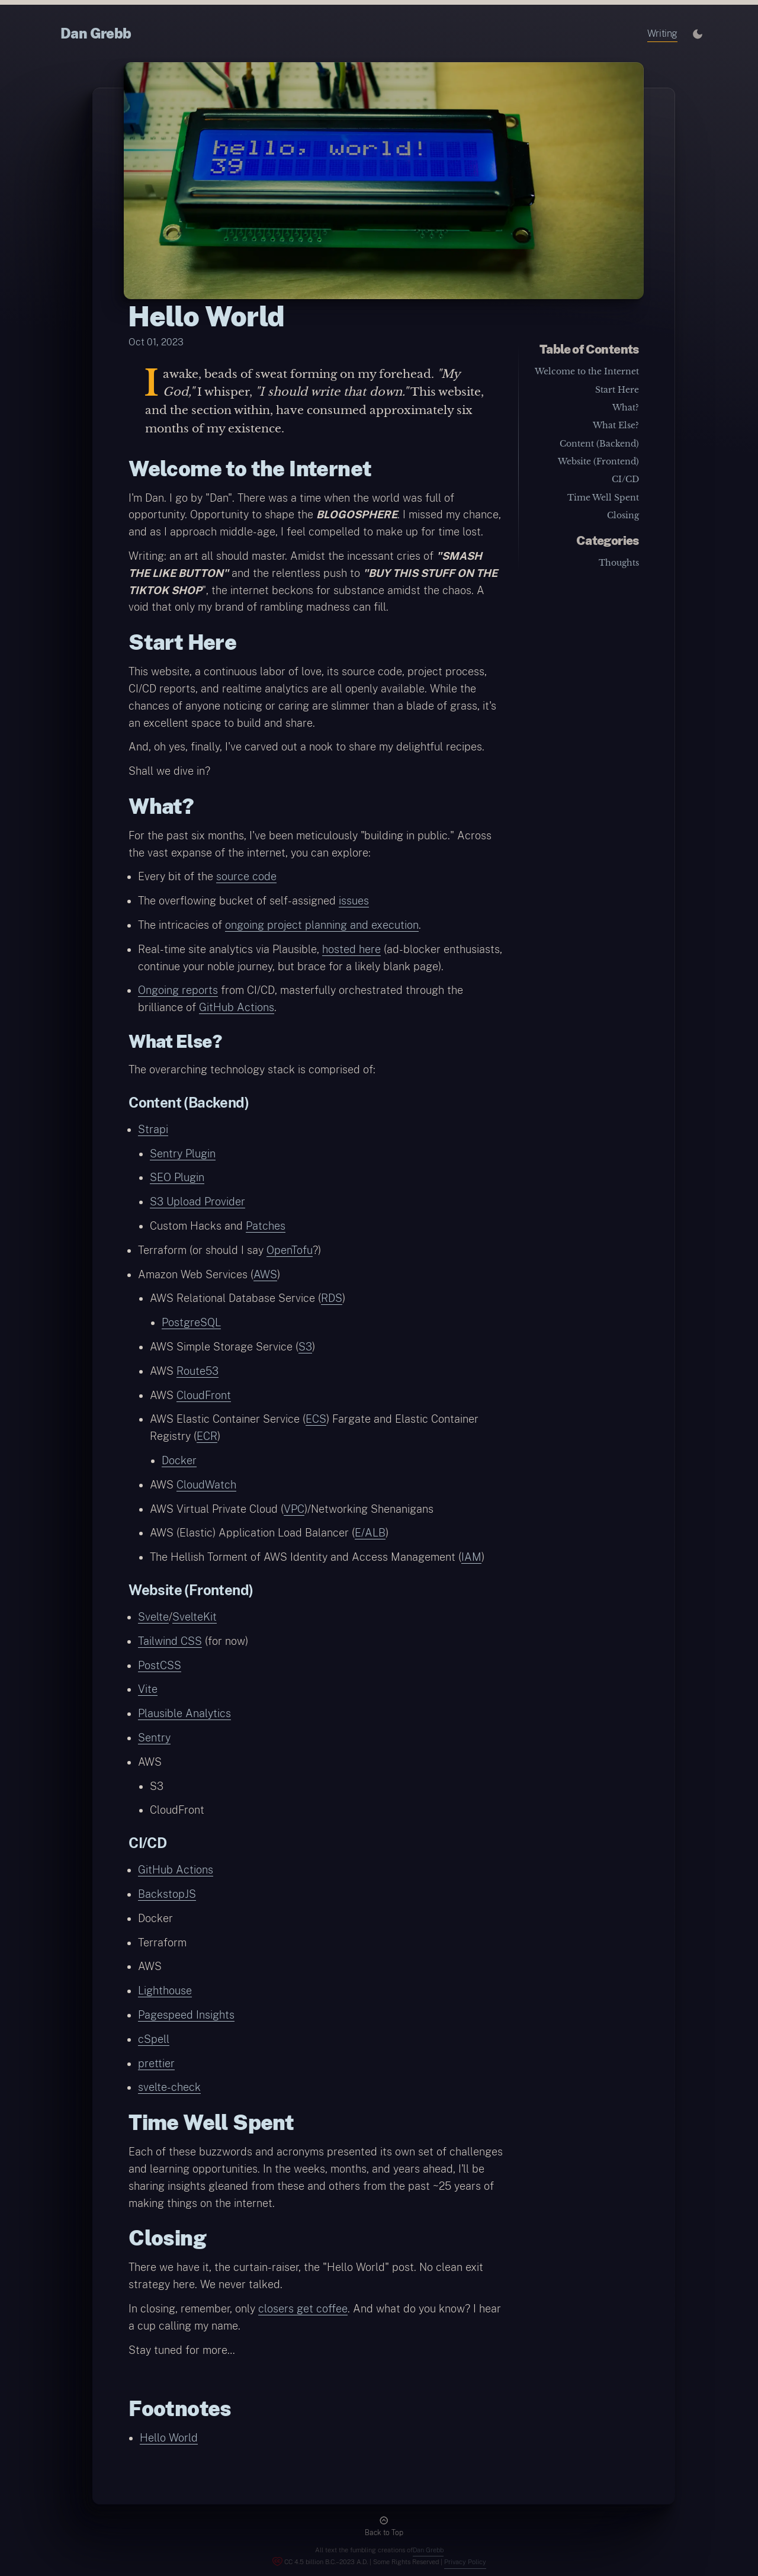 Dan Grebb
Writing
hello, world!
39
Hello World
Oct 01, 2023
I awake, beads of sweat forming on my forehead. "My
God," I whisper, "I should write that down." This website,
and the section within, have consumed approximately six
months of my existence.
Table of Contents
Welcome to the Internet
Start Here
What?
What Else?
Content (Backend)
Website (Frontend)
CI/CD
Time Well Spent
Closing
Categories
Thoughts
Welcome to the Internet
I'm Dan. I go by "Dan". There was a time when the world was full of
opportunity. Opportunity to shape the BLOGOSPHERE. I missed my chance,
and as I approach middle-age, I feel compelled to make up for time lost.
Writing: an art all should master. Amidst the incessant cries of "SMASH
THE LIKE BUTTON" and the relentless push to "BUY THIS STUFF ON THE
TIKTOK SHOP", the internet beckons for substance amidst the chaos. A
void that only my brand of rambling madness can fill.
Start Here
This website, a continuous labor of love, its source code, project process,
CI/CD reports, and realtime analytics are all openly available. While the
chances of anyone noticing or caring are slimmer than a blade of grass, it's
an excellent space to build and share.
And, oh yes, finally, I've carved out a nook to share my delightful recipes.
Shall we dive in?
What?
For the past six months, I've been meticulously "building in public." Across
the vast expanse of the internet, you can explore:
• Every bit of the source code
• The overflowing bucket of self-assigned issues
• The intricacies of ongoing project planning and execution.
• Real-time site analytics via Plausible, hosted here (ad-blocker enthusiasts,
continue your noble journey, but brace for a likely blank page).
• Ongoing reports from CI/CD, masterfully orchestrated through the
brilliance of GitHub Actions.
What Else?
The overarching technology stack is comprised of:
Content (Backend)
• Strapi
• Sentry Plugin
• SEO Plugin
• S3 Upload Provider
• Custom Hacks and Patches
• Terraform (or should I say OpenTofu?)
• Amazon Web Services (AWS)
• AWS Relational Database Service (RDS)
• PostgreSQL
• AWS Simple Storage Service (S3)
• AWS Route53
• AWS CloudFront
• AWS Elastic Container Service (ECS) Fargate and Elastic Container
Registry (ECR)
• Docker
• AWS CloudWatch
• AWS Virtual Private Cloud (VPC)/Networking Shenanigans
• AWS (Elastic) Application Load Balancer (E/ALB)
• The Hellish Torment of AWS Identity and Access Management (IAM)
Website (Frontend)
• Svelte/SvelteKit
• Tailwind CSS (for now)
• PostCSS
• Vite
• Plausible Analytics
• Sentry
• AWS
• S3
• CloudFront
CI/CD
• GitHub Actions
• BackstopJS
• Docker
• Terraform
• AWS
• Lighthouse
• Pagespeed Insights
• cSpell
• prettier
• svelte-check
Time Well Spent
Each of these buzzwords and acronyms presented its own set of challenges
and learning opportunities. In the weeks, months, and years ahead, I'll be
sharing insights gleaned from these and others from the past ~25 years of
making things on the internet.
Closing
There we have it, the curtain-raiser, the "Hello World" post. No clean exit
strategy here. We never talked.
In closing, remember, only closers get coffee. And what do you know? I hear
a cup calling my name.
Stay tuned for more...
Footnotes
• Hello World
Back to Top
All text the fumbling creations of Dan Grebb
CC 4.5 billion B.C.-2023 A.D. | Some Rights Reserved | Privacy Policy